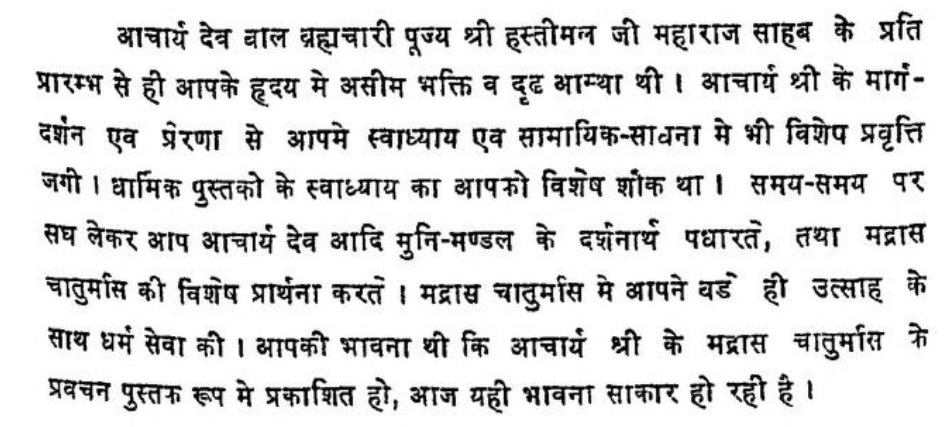 आचार्य देव बाल ब्रह्मचारी पूज्य श्री हस्तीमल जी महाराज साहब के प्रति
प्रारम्भ से ही आपके हृदय मे असीम भक्ति व दृढ आस्था थी । आचार्य श्री के मार्ग-
दर्शन एव प्रेरणा से आपमे स्वाध्याय एव सामायिक-साधना मे भी विशेष प्रवृत्ति
जगी । धार्मिक पुस्तको के स्वाध्याय का आपको विशेष शौक था । समय-समय पर
सघ लेकर आप आचार्य देव आदि मुनि-मण्डल के दर्शनार्थ पधारते, तथा मद्रास
चातुर्मास की विशेष प्रार्थना करते । मद्रास चातुर्मास मे आपने बडे ही उत्साह के
साथ धर्म सेवा की । आपकी भावना थी कि आचार्य श्री के मद्रास चातुर्मास के
प्रवचन पुस्तक रूप मे प्रकाशित हो, आज यही भावना साकार हो रही है ।